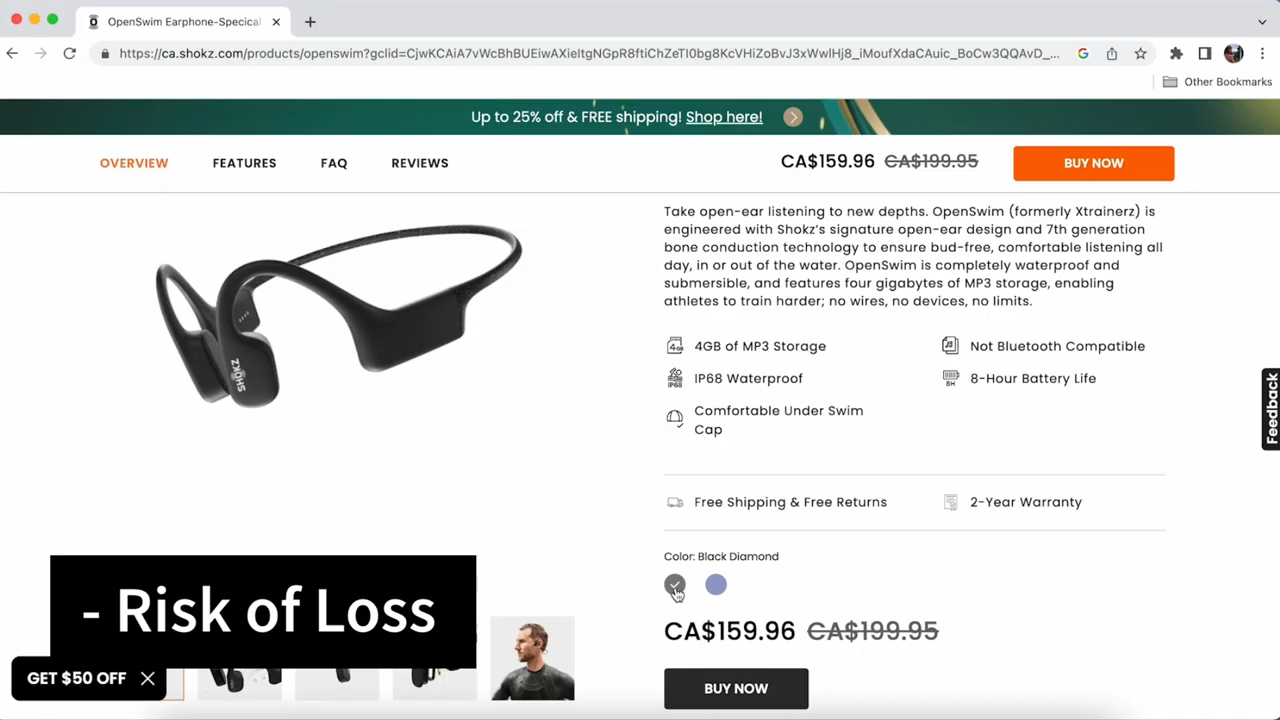 OpenSwim Earphone-Specical
https://ca.shokz.com/products/openswim?gclid=CjwKCAiA7vWcBhBUEiwAXieItgNGpR8ftiChZeTI0bg8KcVHiZoBvJ3xWwIHj8_iMoufXdaCAuic_BoCw3QQAvD_...
Other Bookmarks
Up to 25% off & FREE shipping! Shop here!
OVERVIEW FEATURES FAQ REVIEWS CA$159.96 CA$199.95 BUY NOW
Take open-ear listening to new depths. OpenSwim (formerly Xtrainerz) is
engineered with Shokz's signature open-ear design and 7th generation
bone conduction technology to ensure bud-free, comfortable listening all
day, in or out of the water. OpenSwim is completely waterproof and
submersible, and features four gigabytes of MP3 storage, enabling
athletes to train harder; no wires, no devices, no limits.
SHOKZ
4GB of MP3 Storage
Not Bluetooth Compatible
IP68 Waterproof
8-Hour Battery Life
Comfortable Under Swim
Cap
Feedback
Free Shipping & Free Returns
2-Year Warranty
Color: Black Diamond
- Risk of Loss
CA$159.96 CA$199.95
GET $50 OFF
BUY NOW